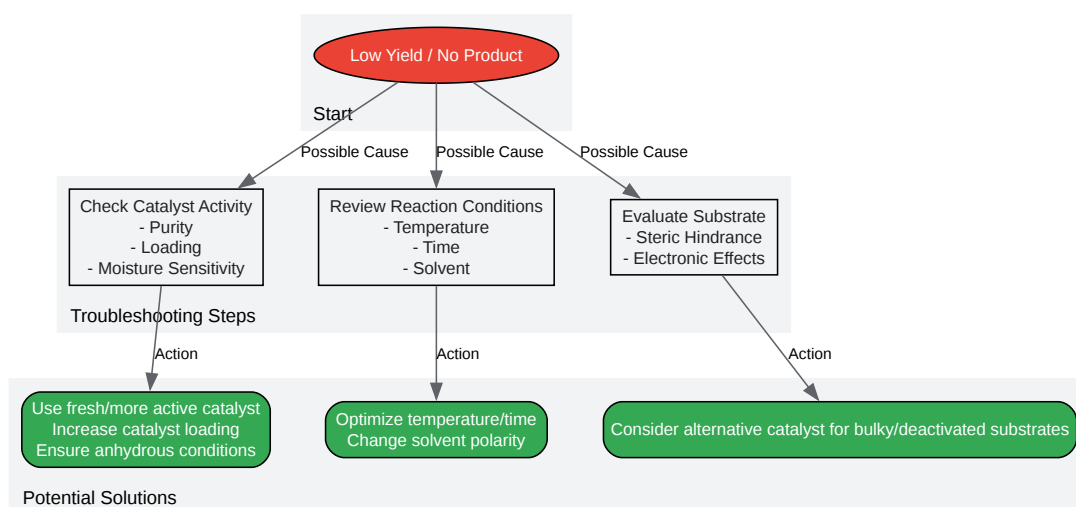 Low Yield / No Product
Start
Possible Cause
Possible Cause
Possible Cause
Check Catalyst Activity
- Purity
- Loading
- Moisture Sensitivity
Review Reaction Conditions
- Temperature
- Time
- Solvent
Evaluate Substrate
- Steric Hindrance
- Electronic Effects
Troubleshooting Steps
Action
Action
Action
Use fresh/more active catalyst
Increase catalyst loading
Ensure anhydrous conditions
Optimize temperature/time
Change solvent polarity
Consider alternative catalyst for bulky/deactivated substrates
Potential Solutions